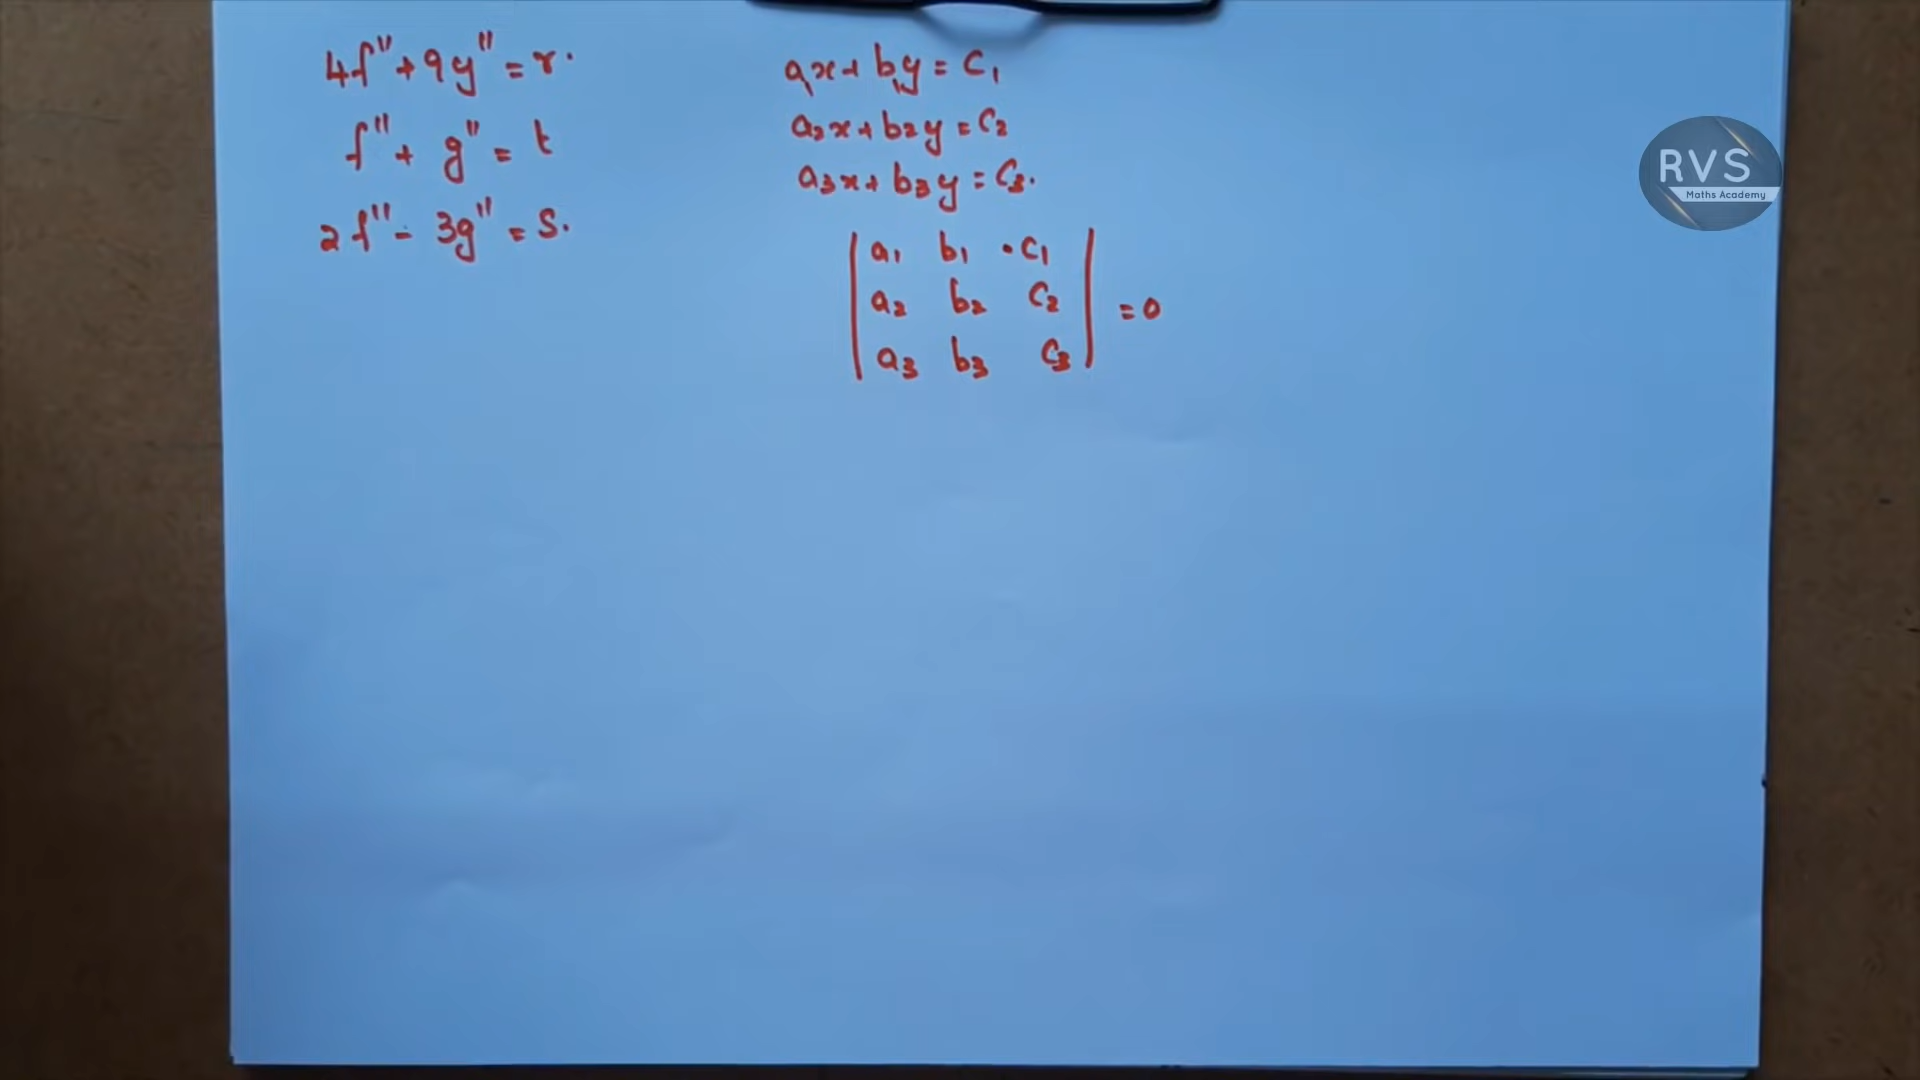 4f" + 9y" = r.
f" + g" = t
2f" - 3g" = s.
a₁x + b₁y = c₁
a₂x + b₂y = c₂
a₃x + b₃y = c₃.
| a₁ b₁ c₁ |
| a₂ b₂ c₂ | = 0
| a₃ b₃ c₃ |
RVS
Maths Academy